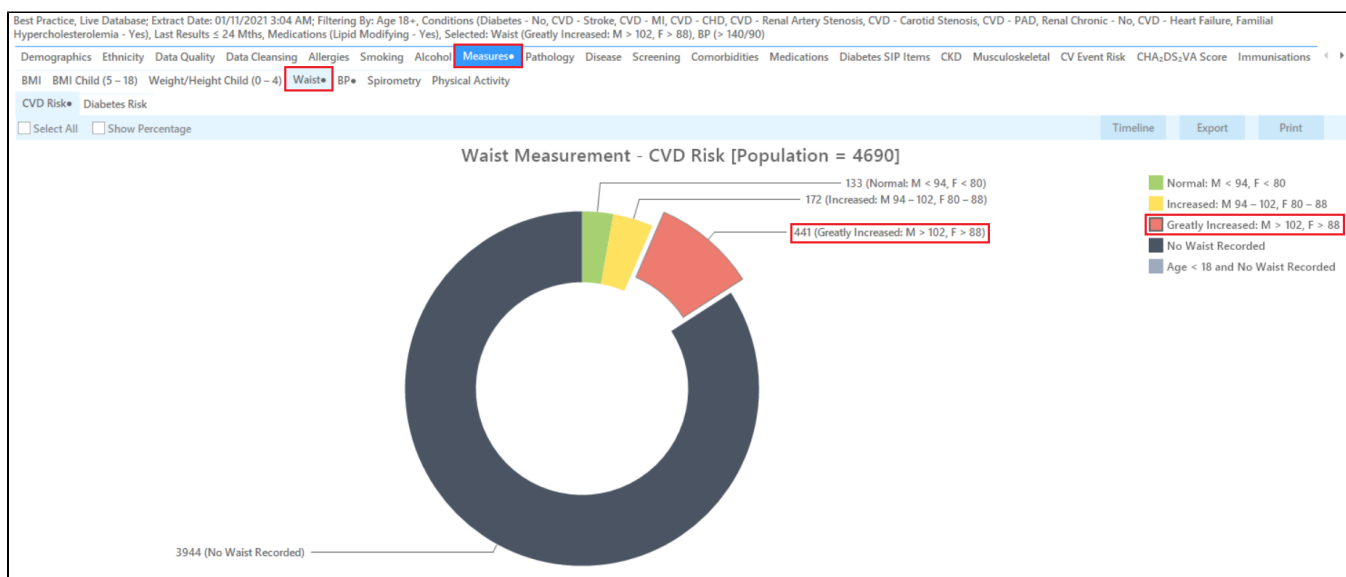 Best Practice, Live Database; Extract Date: 01/11/2021 3:04 AM; Filtering By: Age 18+, Conditions (Diabetes - No, CVD - Stroke, CVD - MI, CVD - CHD, CVD - Renal Artery Stenosis, CVD - Carotid Stenosis, CVD - PAD, Renal Chronic - No, CVD - Heart Failure, Familial
Hypercholesterolemia - Yes), Last Results ≤ 24 Mths, Medications (Lipid Modifying - Yes), Selected: Waist (Greatly Increased: M > 102, F > 88), BP (> 140/90)
Demographics Ethnicity Data Quality Data Cleansing Allergies Smoking Alcohol Measures• Pathology Disease Screening Comorbidities Medications Diabetes SIP Items CKD Musculoskeletal CV Event Risk CHA₂DS₂VA Score Immunisations
BMI BMI Child (5 – 18) Weight/Height Child (0 – 4) Waist• BP• Spirometry Physical Activity
CVD Risk• Diabetes Risk
Select All Show Percentage Timeline Export Print
Waist Measurement - CVD Risk [Population = 4690]
133 (Normal: M < 94, F < 80)
172 (Increased: M 94 – 102, F 80 – 88)
441 (Greatly Increased: M > 102, F > 88)
3944 (No Waist Recorded)
Normal: M < 94, F < 80
Increased: M 94 – 102, F 80 – 88
Greatly Increased: M > 102, F > 88
No Waist Recorded
Age < 18 and No Waist Recorded